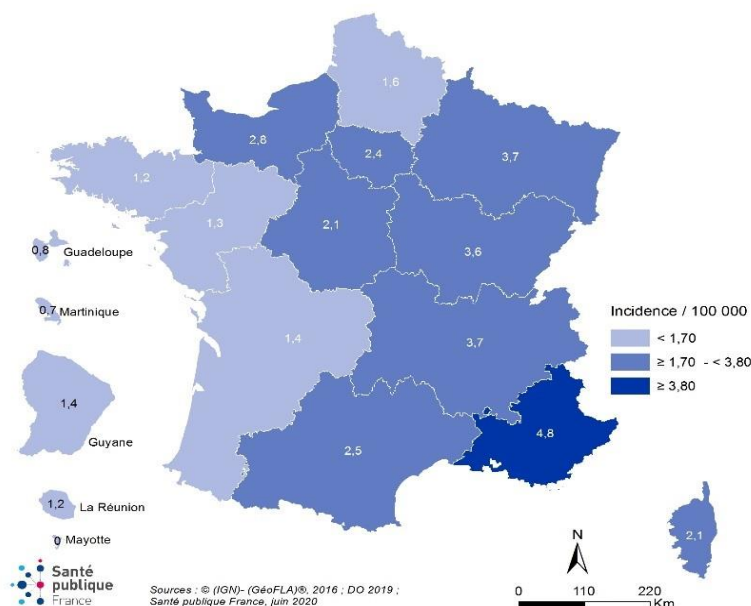 1,6
2,8
2,4
3,7
1,2
1,3
2,1
3,6
0,8 Guadeloupe
0,7 Martinique
1,4
3,7
1,4
Guyane
2,5
4,8
1,2 La Réunion
0 Mayotte
2,1
Incidence / 100 000
< 1,70
≥ 1,70 - < 3,80
≥ 3,80
N
0 110 220
Km
Santé
publique
France
Sources : © (IGN)- (GéoFLA)®, 2016 ; DO 2019 ;
Santé publique France, juin 2020